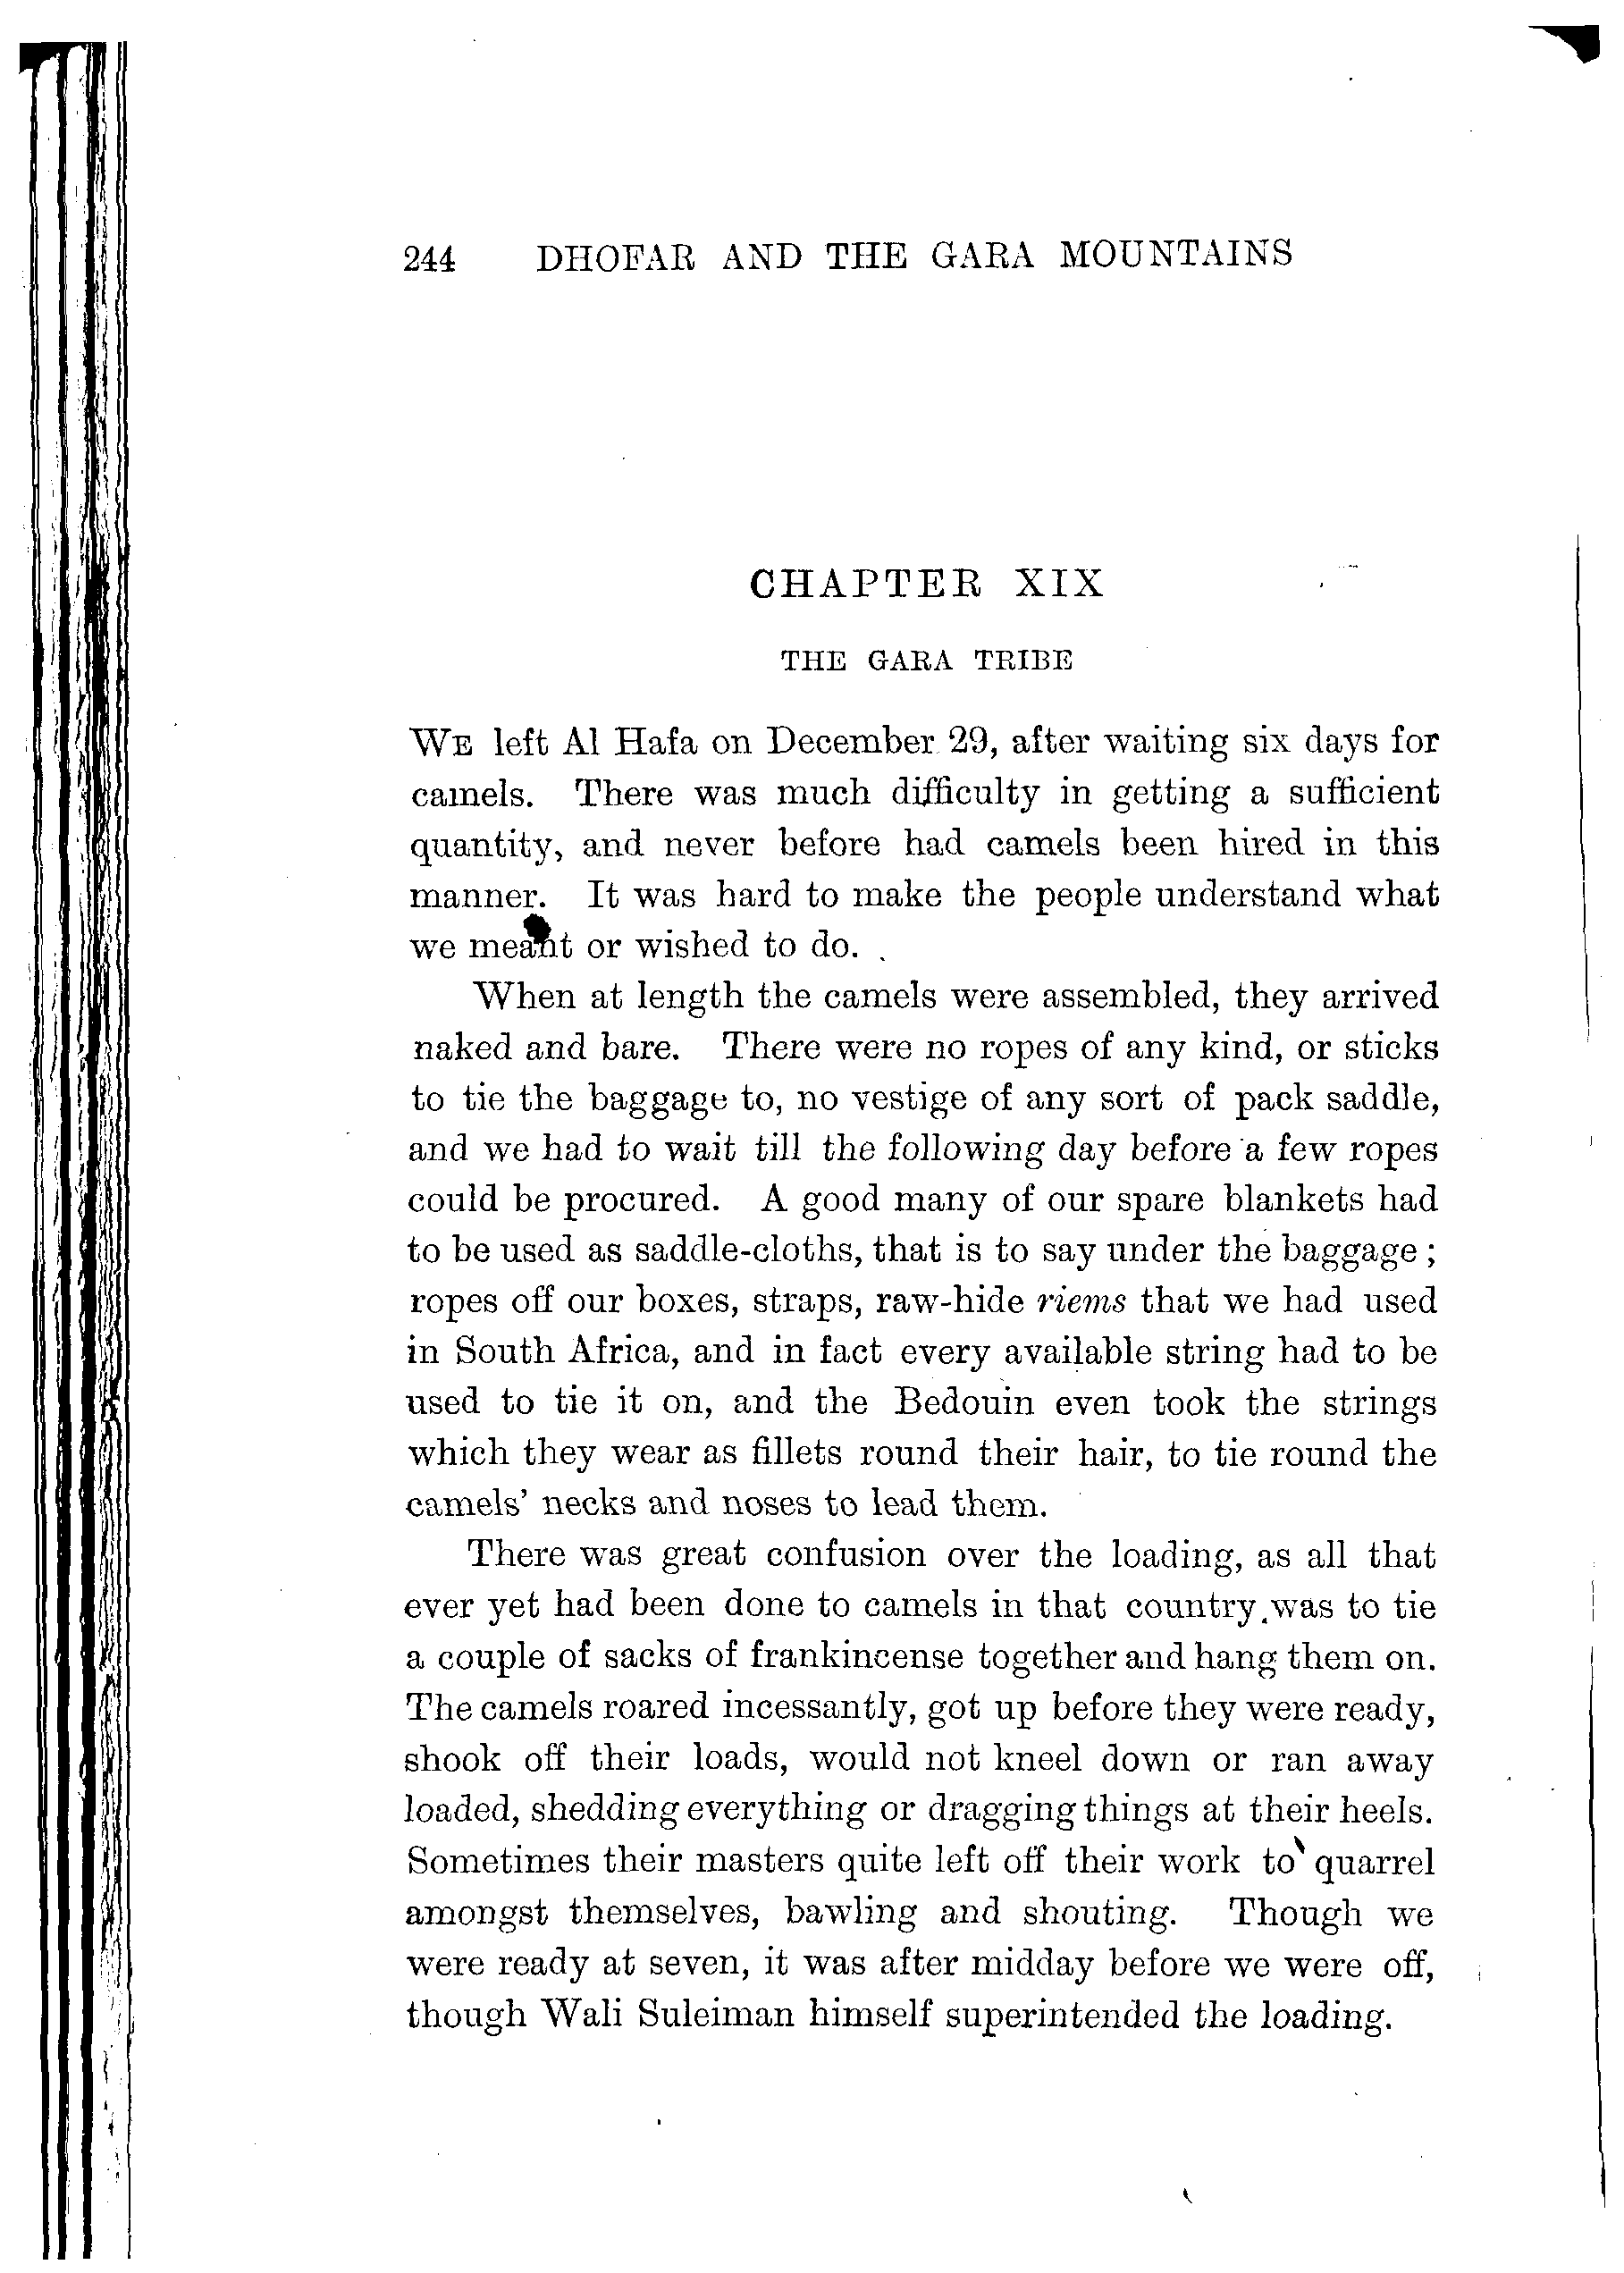 244 DHOFAR AND THE GARA MOUNTAINS
CHAPTER XIX
THE GARA TRIBE
WE left Al Hafa on December 29, after waiting six days for
camels. There was much difficulty in getting a sufficient
quantity, and never before had camels been hired in this
manner. It was hard to make the people understand what
we meant or wished to do.
When at length the camels were assembled, they arrived
naked and bare. There were no ropes of any kind, or sticks
to tie the baggage to, no vestige of any sort of pack saddle,
and we had to wait till the following day before a few ropes
could be procured. A good many of our spare blankets had
to be used as saddle-cloths, that is to say under the baggage ;
ropes off our boxes, straps, raw-hide riems that we had used
in South Africa, and in fact every available string had to be
used to tie it on, and the Bedouin even took the strings
which they wear as fillets round their hair, to tie round the
camels' necks and noses to lead them.
There was great confusion over the loading, as all that
ever yet had been done to camels in that country was to tie
a couple of sacks of frankincense together and hang them on.
The camels roared incessantly, got up before they were ready,
shook off their loads, would not kneel down or ran away
loaded, shedding everything or dragging things at their heels.
Sometimes their masters quite left off their work to quarrel
amongst themselves, bawling and shouting. Though we
were ready at seven, it was after midday before we were off,
though Wali Suleiman himself superintended the loading.